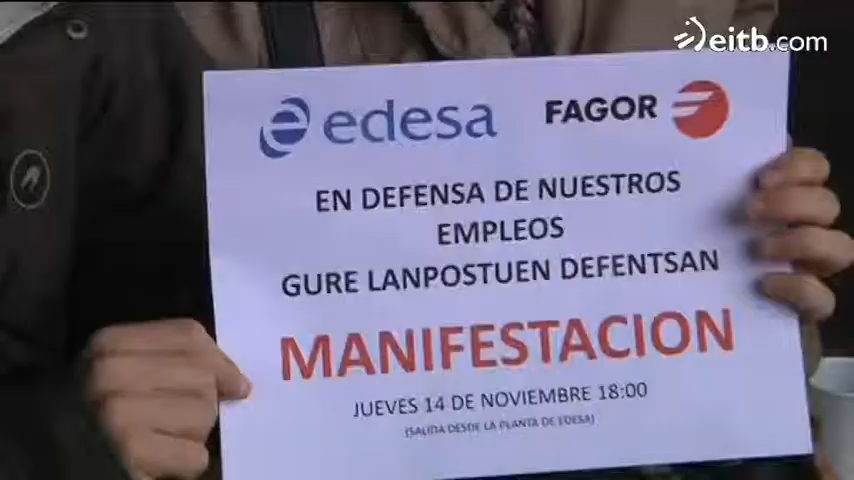 eitb.com
edesa FAGOR
EN DEFENSA DE NUESTROS
EMPLEOS
GURE LANPOSTUEN DEFENTSAN
MANIFESTACION
JUEVES 14 DE NOVIEMBRE 18:00
(SALIDA DESDE LA PLANTA DE EDESA)